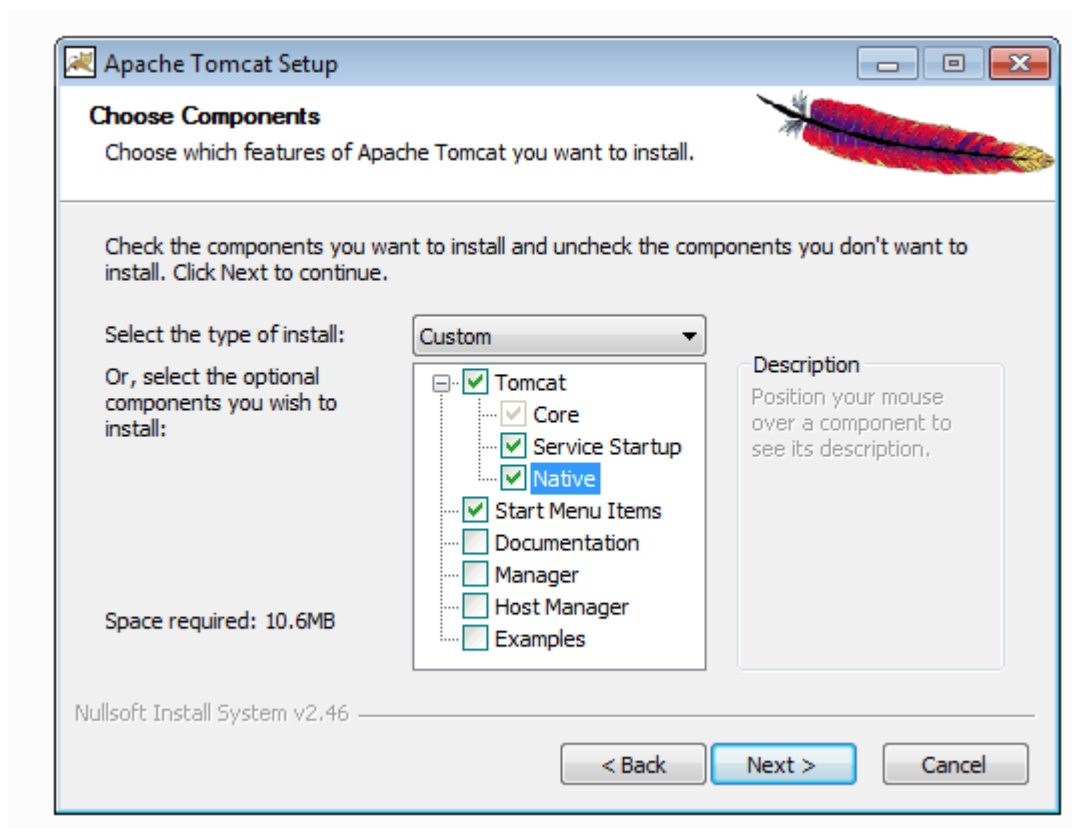 Apache Tomcat Setup
Choose Components
Choose which features of Apache Tomcat you want to install.
Check the components you want to install and uncheck the components you don't want to
install. Click Next to continue.
Select the type of install:
Custom
Or, select the optional
components you wish to
install:
Tomcat
Core
Service Startup
Native
Start Menu Items
Documentation
Manager
Host Manager
Examples
Description
Position your mouse
over a component to
see its description.
Space required: 10.6MB
Nullsoft Install System v2.46
< Back
Next >
Cancel